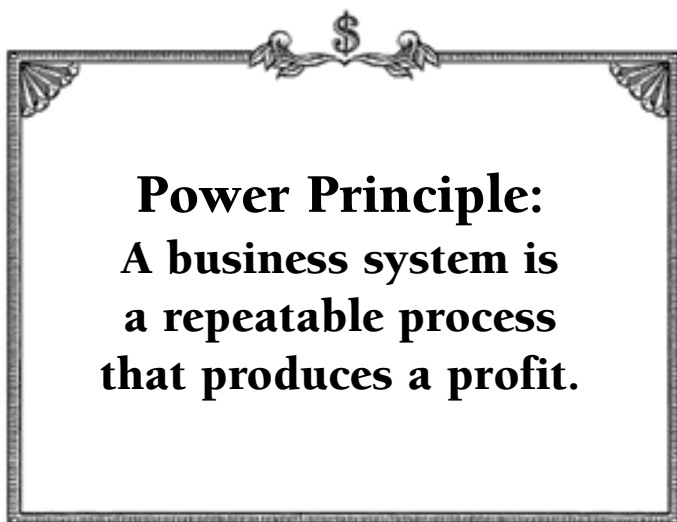 $
Power Principle:
A business system is
a repeatable process
that produces a profit.